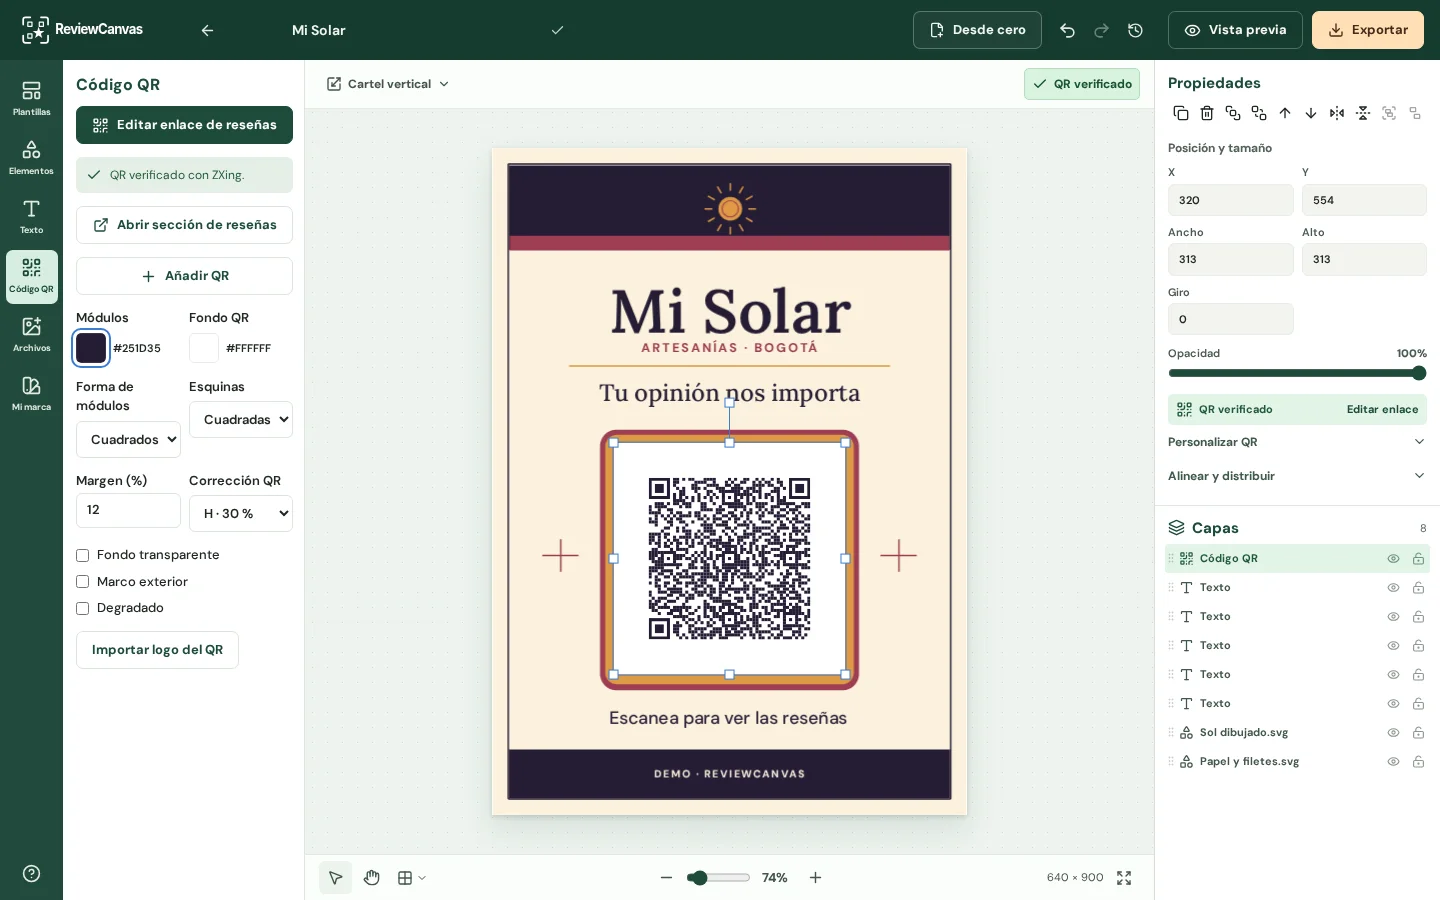 ReviewCanvas
Mi Solar
Desde cero
Vista previa
Exportar
Plantillas
Elementos
Texto
Código QR
Archivos
Mi marca
Código QR
Editar enlace de reseñas
QR verificado con ZXing.
Abrir sección de reseñas
Añadir QR
Módulos
Fondo QR
#251D35
#FFFFFF
Forma de módulos
Esquinas
Cuadrados
Cuadradas
Margen (%)
Corrección QR
12
H · 30 %
Fondo transparente
Marco exterior
Degradado
Importar logo del QR
Cartel vertical
QR verificado
Mi Solar
ARTESANÍAS · BOGOTÁ
Tu opinión nos importa
Escanea para ver las reseñas
DEMO · REVIEWCANVAS
74%
640 × 900
Propiedades
Posición y tamaño
X
Y
320
554
Ancho
Alto
313
313
Giro
0
Opacidad
100%
QR verificado
Editar enlace
Personalizar QR
Alinear y distribuir
Capas
8
Código QR
Texto
Texto
Texto
Texto
Texto
Sol dibujado.svg
Papel y filetes.svg